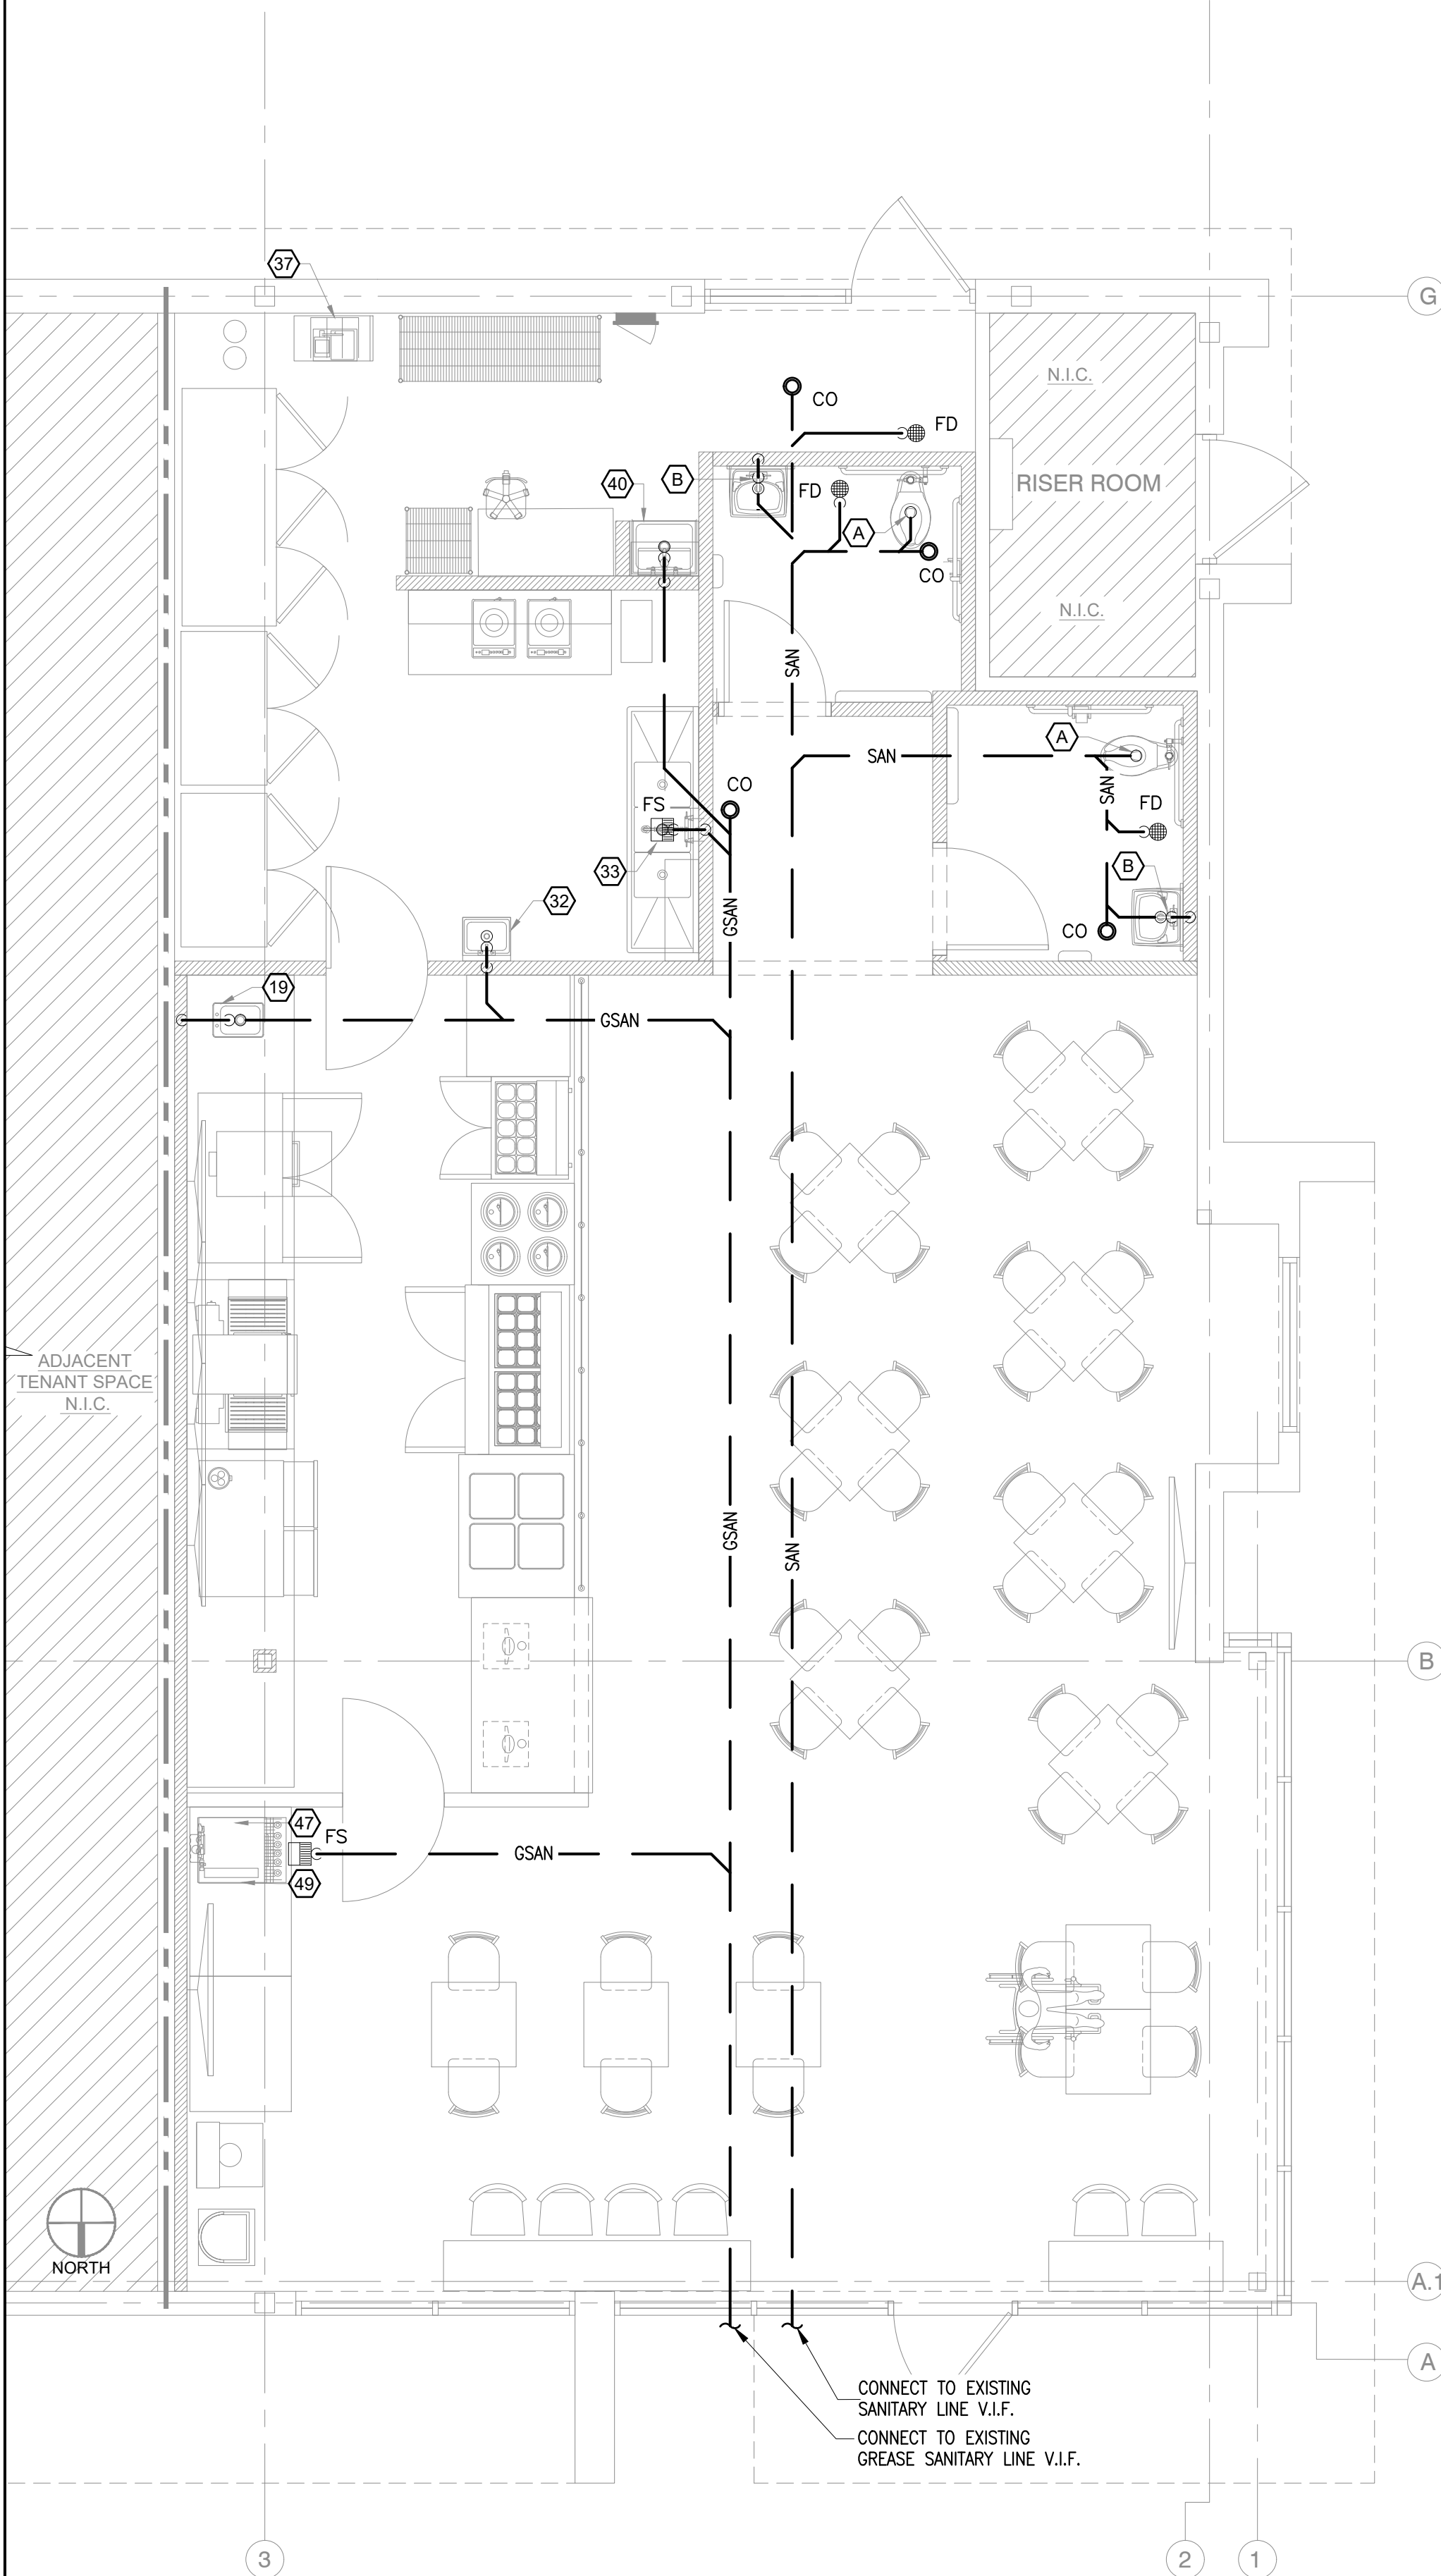 37
G
N.I.C.
CO
FD
40
B
FD
RISER ROOM
A
CO
N.I.C.
SAN
A
SAN
SAN
CO
FD
FS
33
B
32
GSAN
CO
19
GSAN
ADJACENT
TENANT SPACE
N.I.C.
GSAN
SAN
B
47
FS
GSAN
49
NORTH
A.1
A
CONNECT TO EXISTING
SANITARY LINE V.I.F.
CONNECT TO EXISTING
GREASE SANITARY LINE V.I.F.
3
2
1